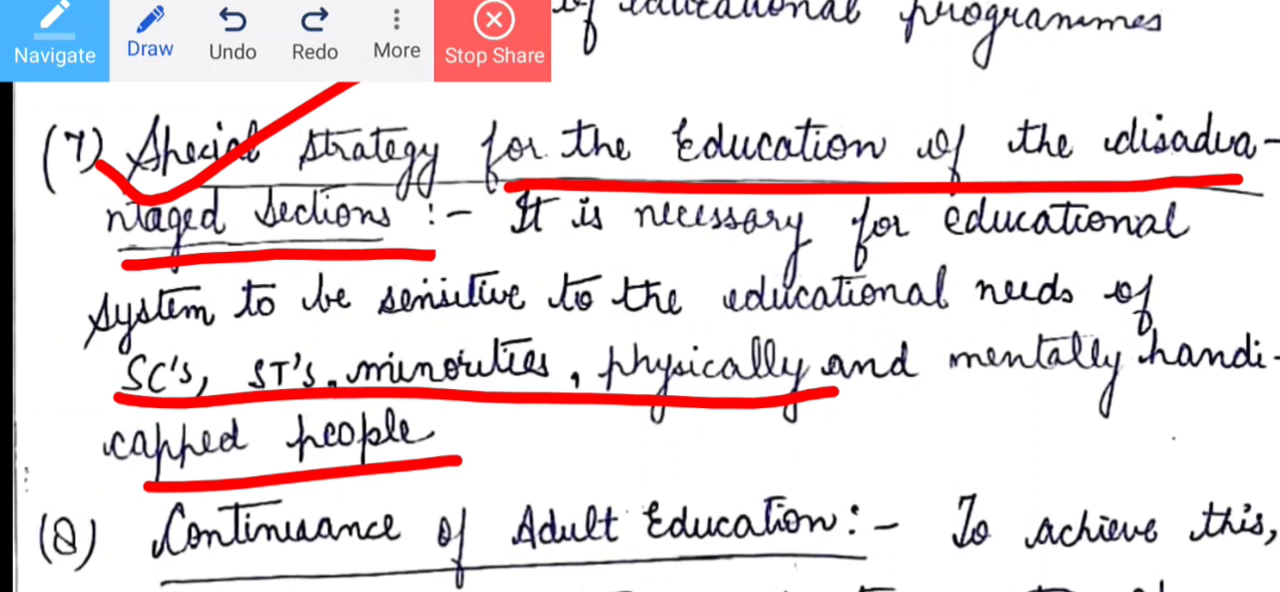 of educational programmes
Navigate Draw Undo Redo More Stop Share
(7) Special strategy for the Education of the disadva-
ntaged sections :- It is necessary for educational
system to be sensitive to the educational needs of
SC's, ST's, minorities, physically and mentally handi-
capped people
(8) Continuance of Adult Education :- To achieve this,